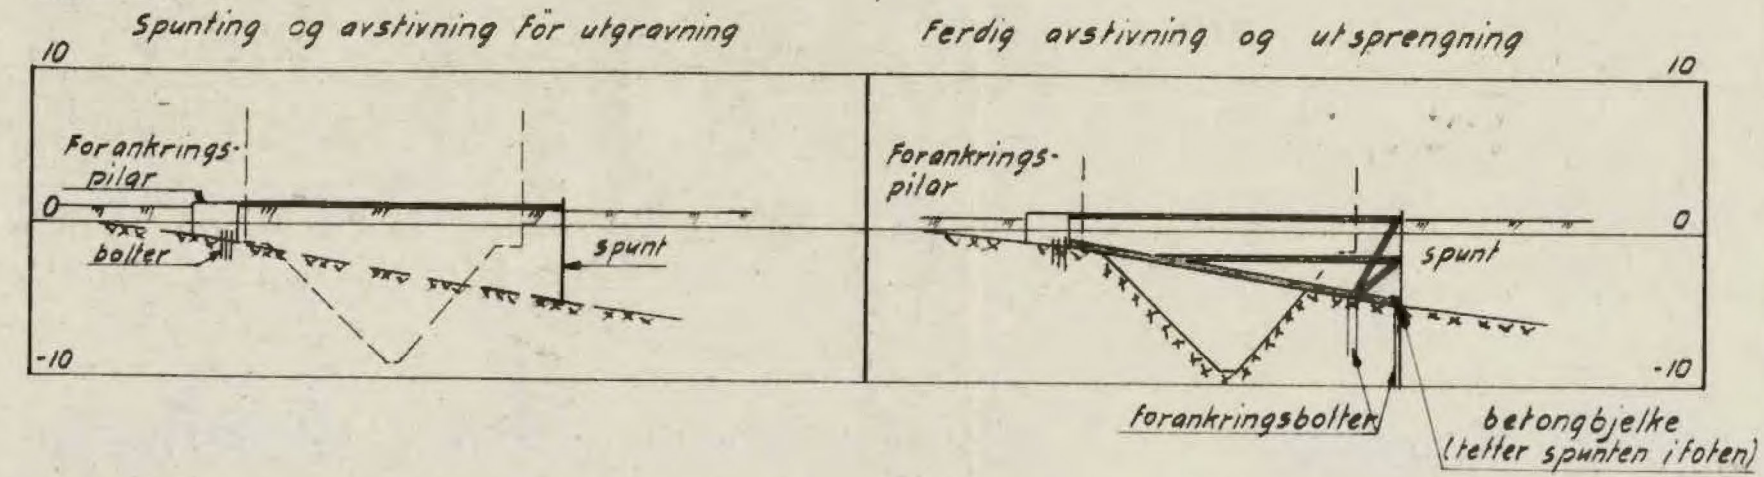 Spunting og avstivning før utgravning
10
Forankrings-
pilar
0
bolter
spunt
-10
Ferdig avstivning og utsprengning
10
Forankrings-
pilar
0
spunt
-10
forankringsbolter
betongbjelke
(tetter spunten i foten)